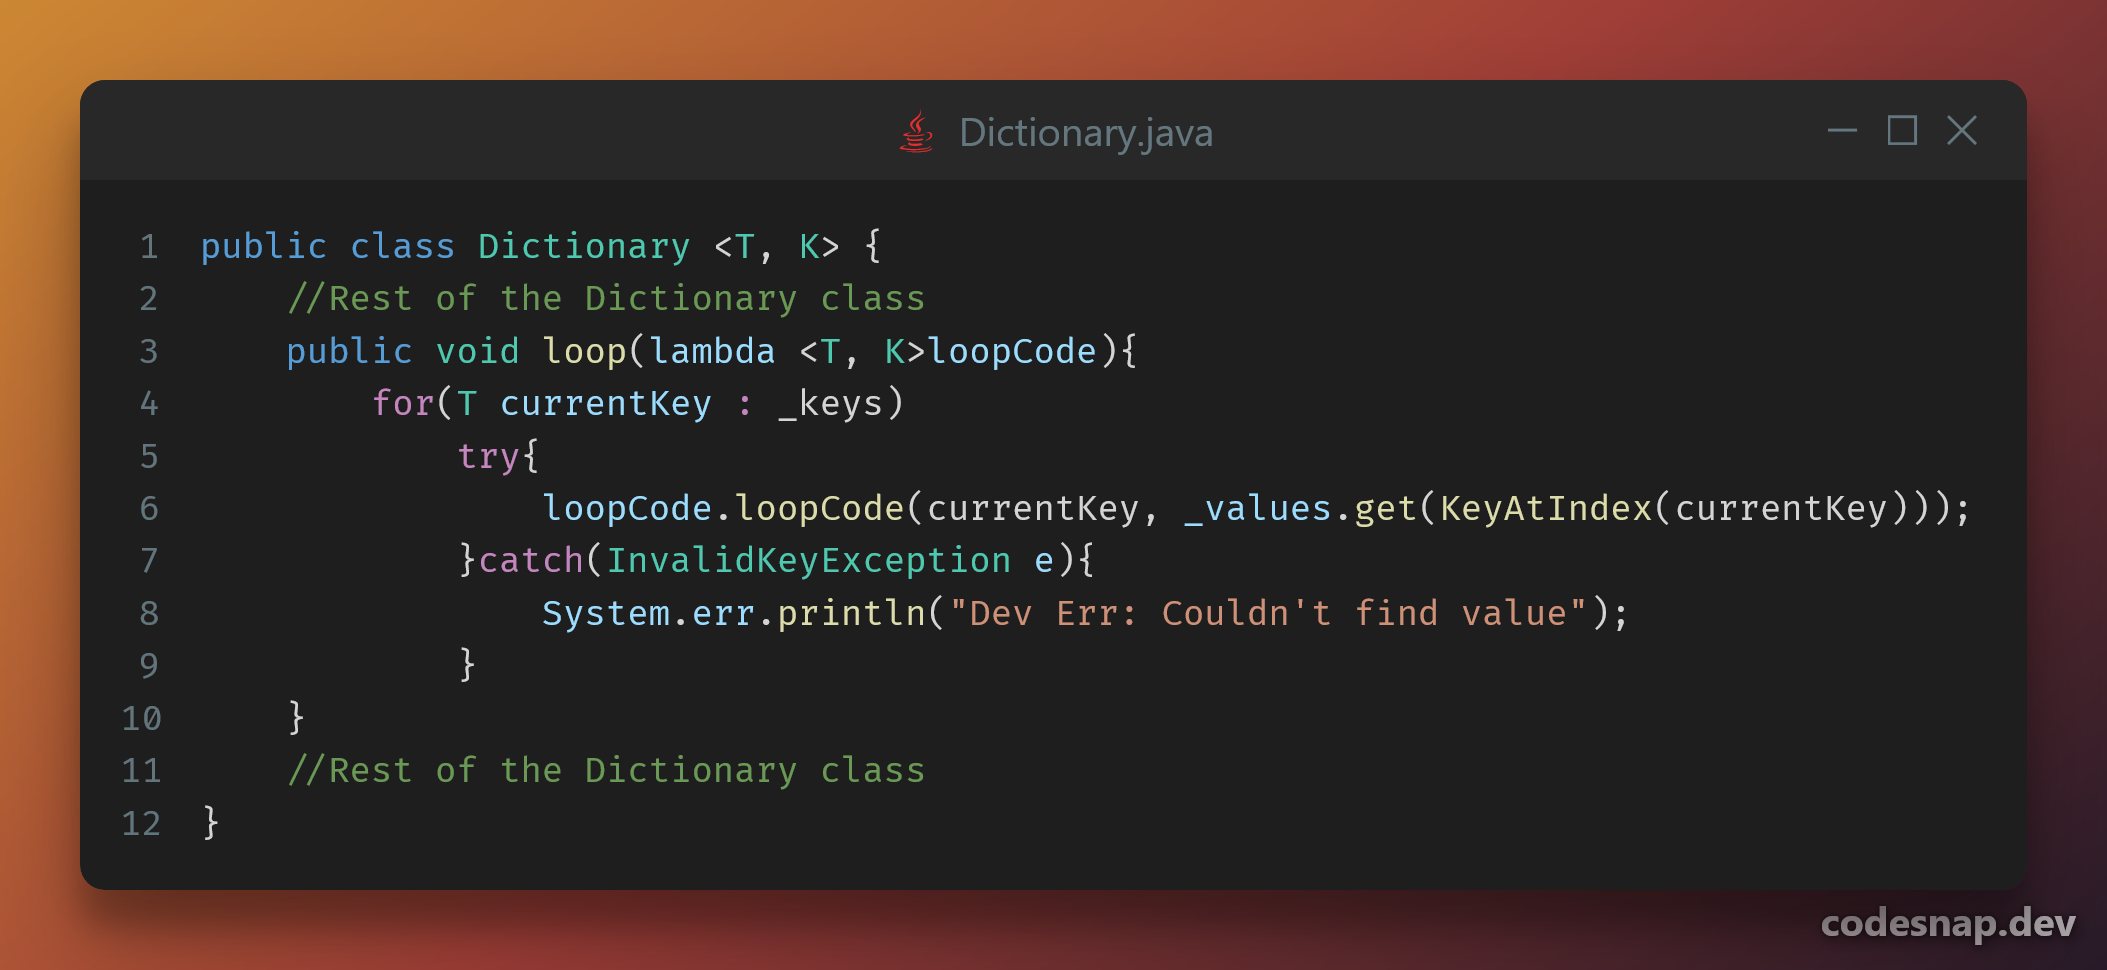 Dictionary.java
1 public class Dictionary <T, K> {
2     //Rest of the Dictionary class
3     public void loop(lambda <T, K>loopCode){
4         for(T currentKey : _keys)
5             try{
6                 loopCode.loopCode(currentKey, _values.get(KeyAtIndex(currentKey)));
7             }catch(InvalidKeyException e){
8                 System.err.println("Dev Err: Couldn't find value");
9             }
10     }
11     //Rest of the Dictionary class
12 }
codesnap.dev